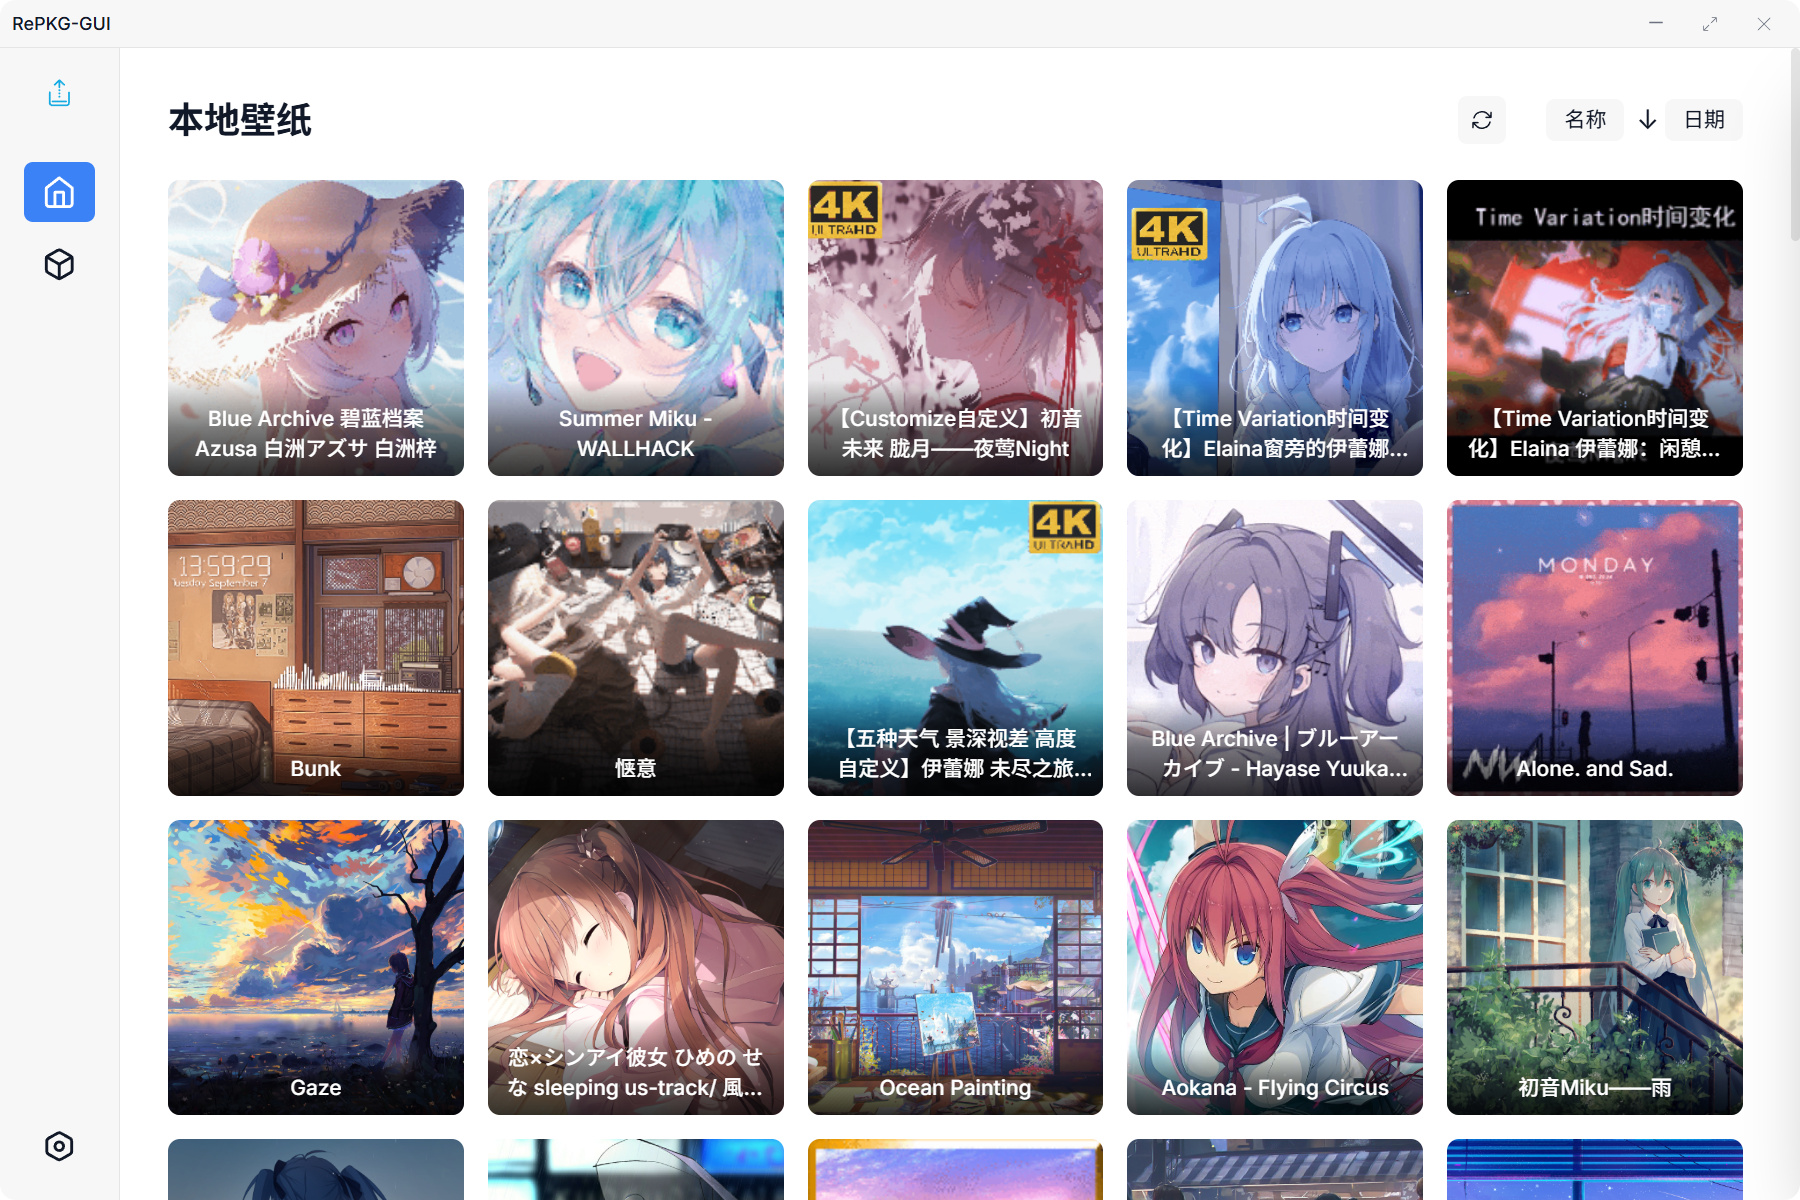 RePKG-GUI
本地壁纸
名称
日期
4K
ULTRAHD
4K
ULTRAHD
Time Variation时间变化
Blue Archive 碧蓝档案
Azusa 白洲アズサ 白洲梓
Summer Miku -
WALLHACK
【Customize自定义】初音
未来 胧月——夜莺Night
【Time Variation时间变
化】Elaina窗旁的伊蕾娜...
【Time Variation时间变
化】Elaina 伊蕾娜：闲憩...
13:59:29
Tuesday September 7
4K
ULTRAHD
MONDAY
Bunk
惬意
【五种天气 景深视差 高度
自定义】伊蕾娜 未尽之旅...
Blue Archive | ブルーアー
カイブ - Hayase Yuuka...
Alone. and Sad.
Gaze
恋×シンアイ彼女 ひめの せ
な sleeping us-track/ 風...
Ocean Painting
Aokana - Flying Circus
初音Miku——雨